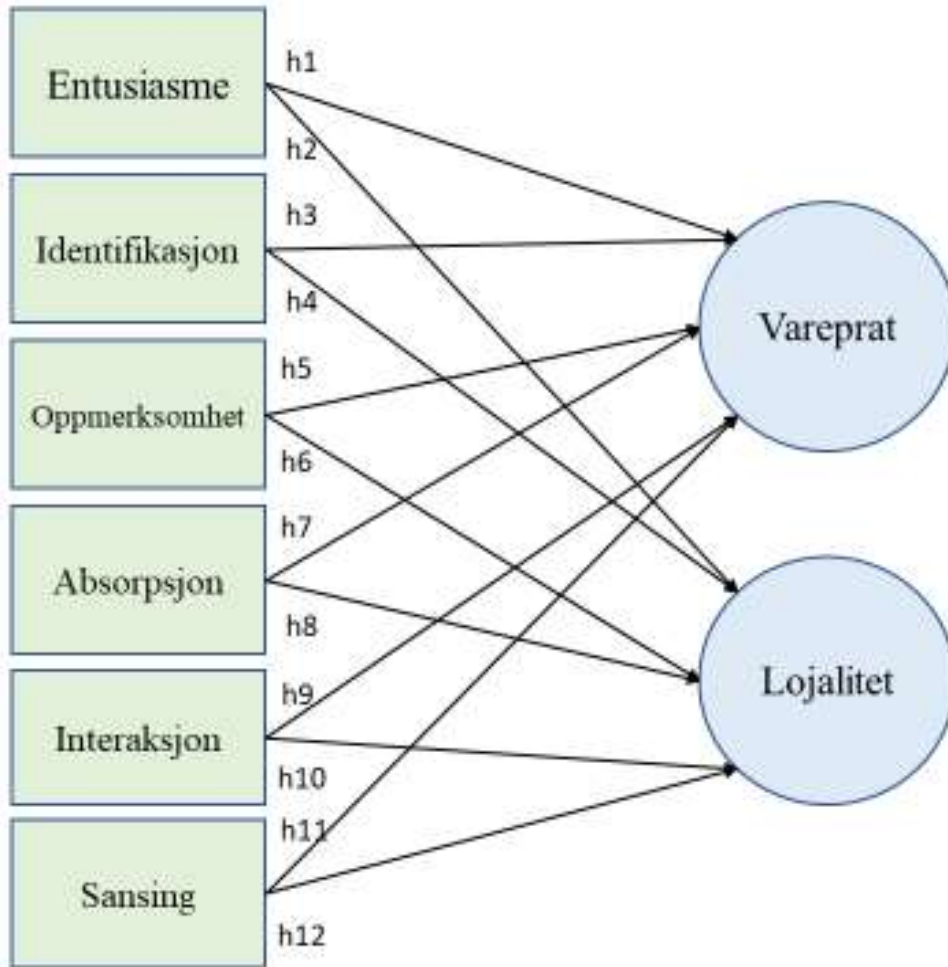 Entusiasme
h1
h2
Identifikasjon
h3
h4
Oppmerksomhet
h5
h6
Absorpsjon
h7
h8
Interaksjon
h9
h10
Sansing
h11
h12
Vareprat
Lojalitet